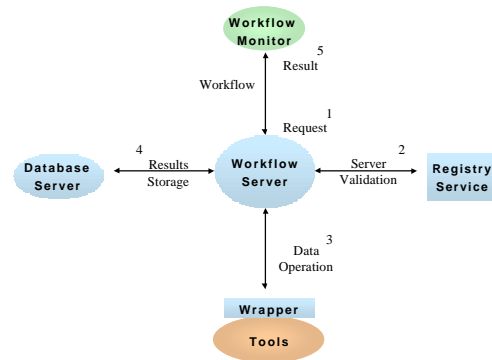 Workflow
Monitor
5
Result
Workflow
1
Request
4
Results
Storage
Database
Server
Workflow
Server
2
Server
Validation
Registry
Service
3
Data
Operation
Wrapper
Tools